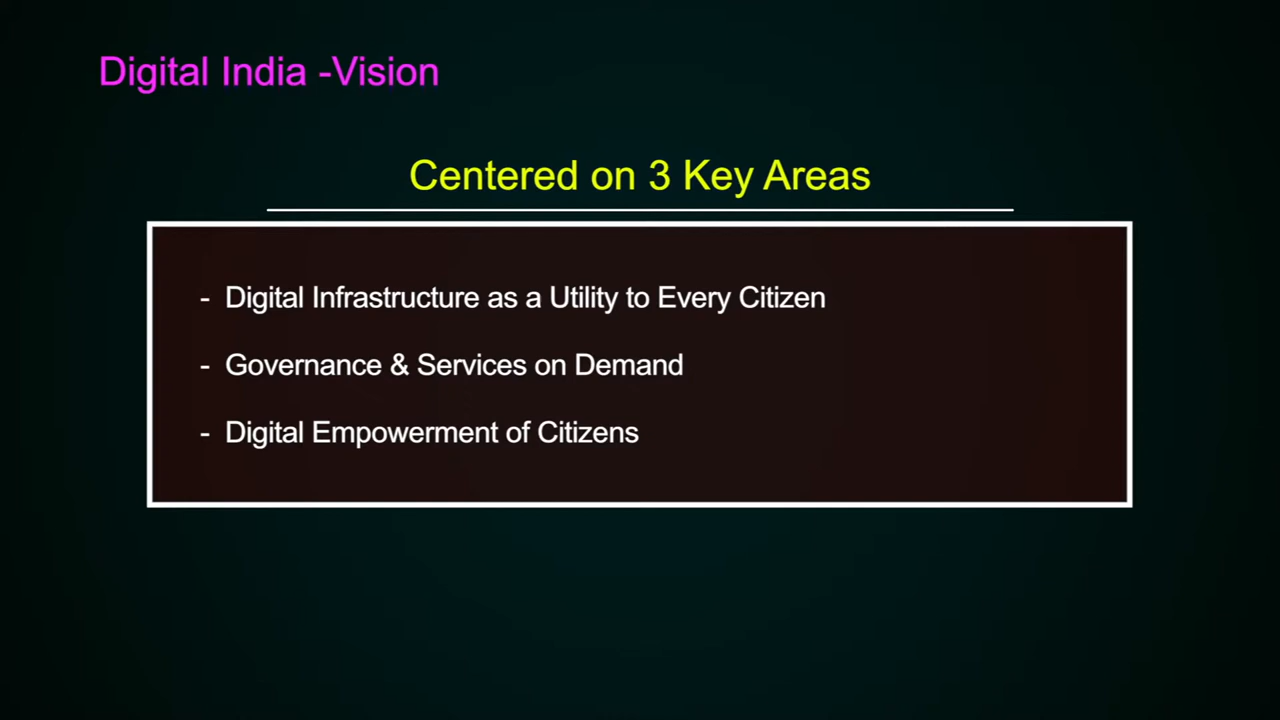 Digital India -Vision
Centered on 3 Key Areas
- Digital Infrastructure as a Utility to Every Citizen
- Governance & Services on Demand
- Digital Empowerment of Citizens